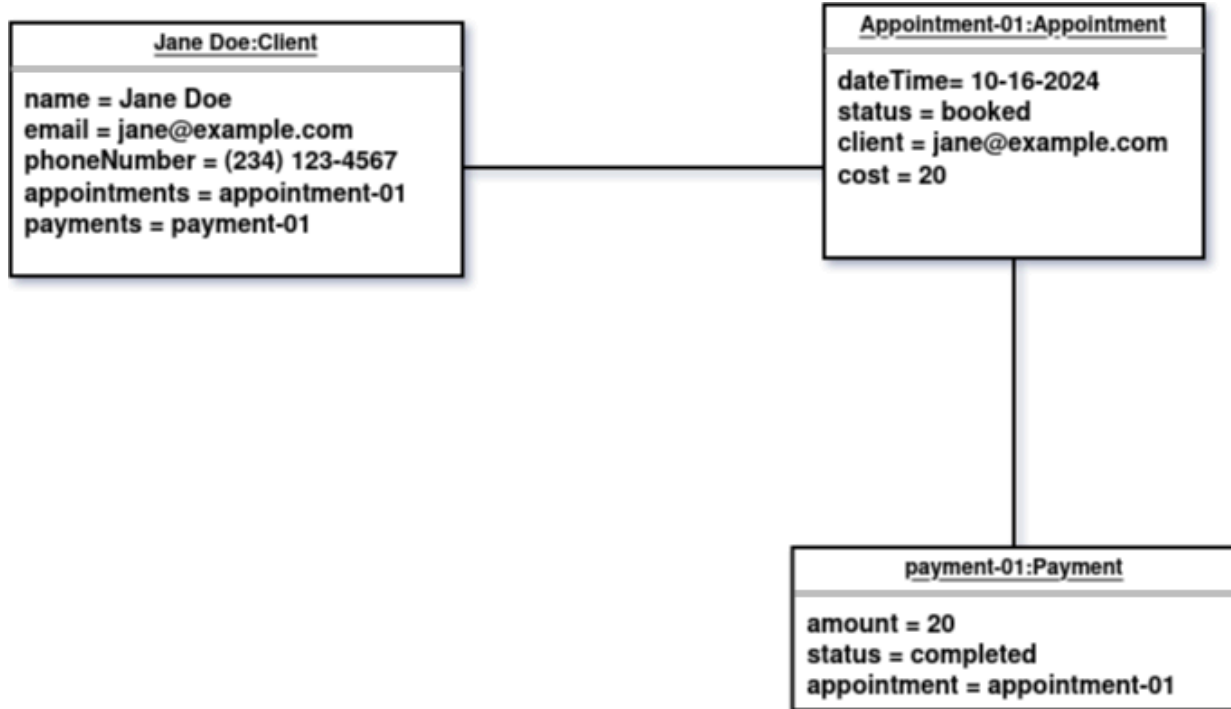 Jane Doe:Client
name = Jane Doe
email = jane@example.com
phoneNumber = (234) 123-4567
appointments = appointment-01
payments = payment-01
Appointment-01:Appointment
dateTime= 10-16-2024
status = booked
client = jane@example.com
cost = 20
payment-01:Payment
amount = 20
status = completed
appointment = appointment-01